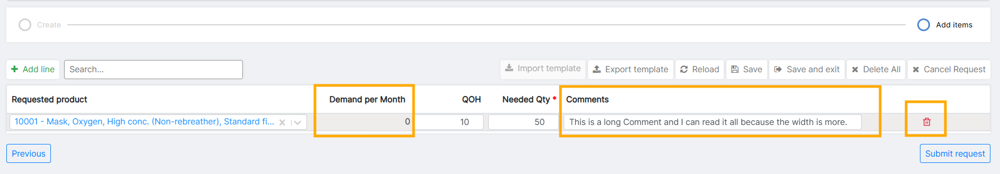 Create
Add items
Add line
Search...
Import template
Export template
Reload
Save
Save and exit
Delete All
Cancel Request
Requested product
Demand per Month
QOH
Needed Qty *
Comments
10001 - Mask, Oxygen, High conc. (Non-rebreather), Standard fi...
0
10
50
This is a long Comment and I can read it all because the width is more.
Previous
Submit request